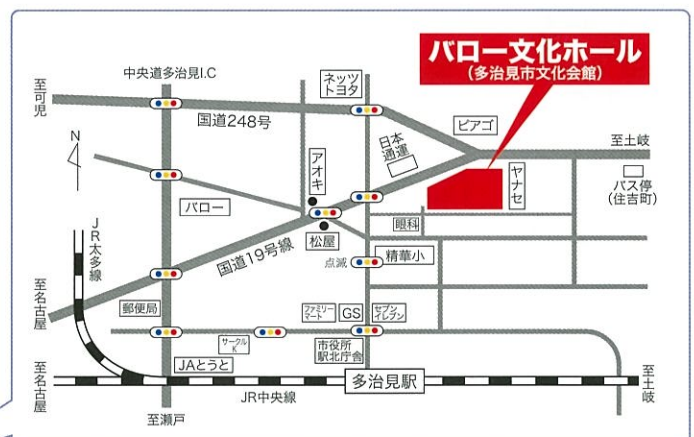 バロー文化ホール
(多治見市文化会館)
中央道多治見I.C
ネッツ
トヨタ
至可児
国道248号
ピアゴ
至土岐
日本
通運
N
アオキ
ヤナセ
バス停
(住吉町)
バロー
眼科
松屋
JR太多線
国道19号線
点滅
精華小
至名古屋
郵便局
ファミリー
マート
GS
セブン
イレブン
サークル
K
市役所
駅北庁舎
JAとうと
至名古屋
多治見駅
至土岐
JR中央線
至瀬戸